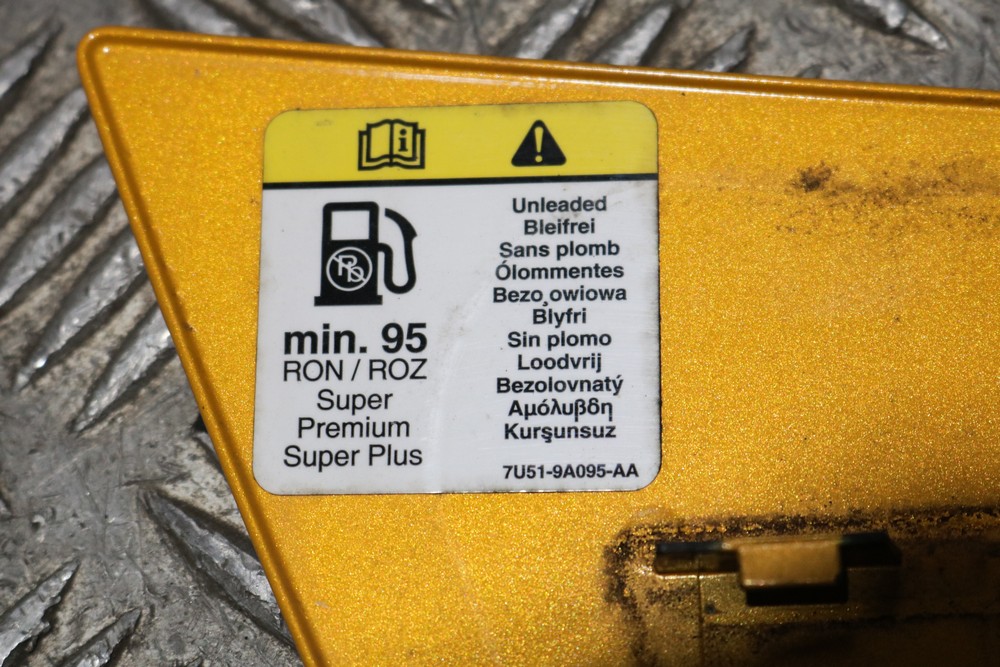 min. 95
RON / ROZ
Super
Premium
Super Plus
Unleaded
Bleifrei
Sans plomb
Ólommentes
Bezo¸owiowa
Blyfri
Sin plomo
Loodvrij
Bezolovnatý
Αμόλυβδη
Kurşunsuz
7U51-9A095-AA